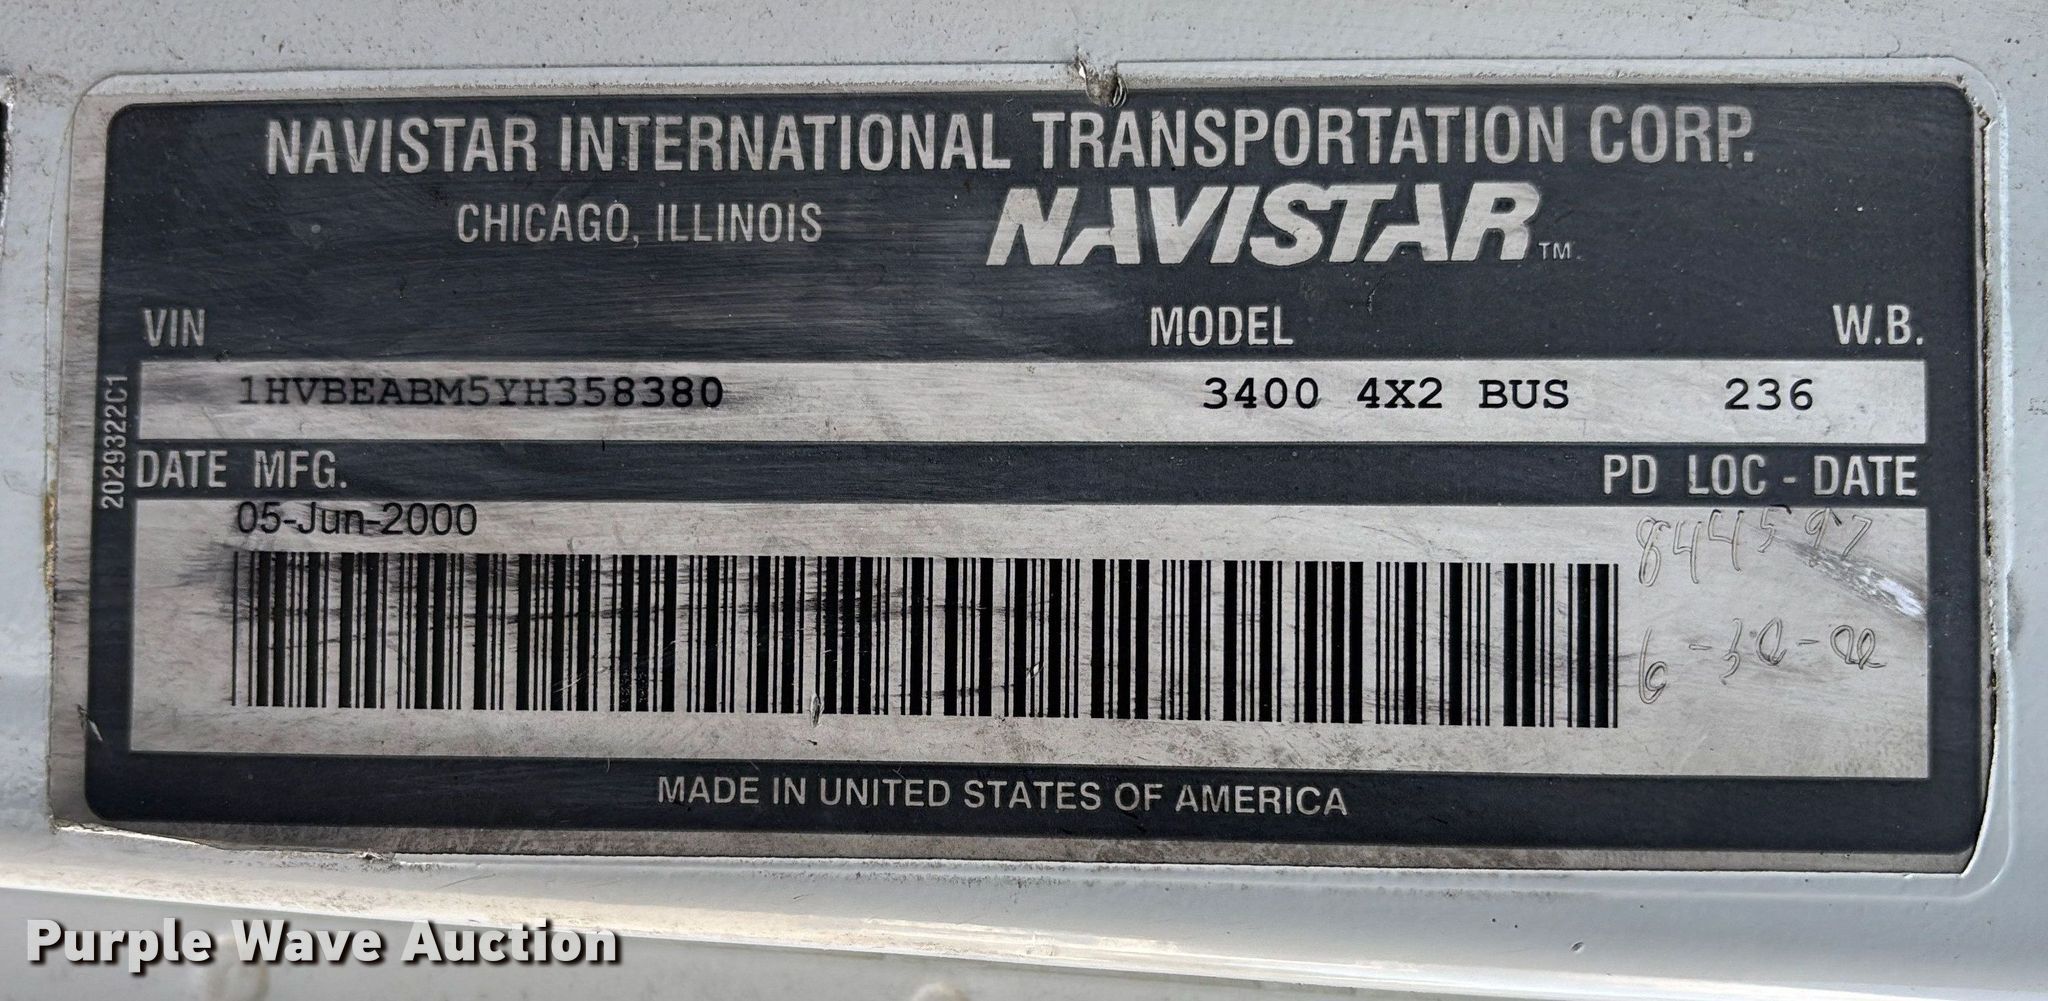 NAVISTAR INTERNATIONAL TRANSPORTATION CORP.
CHICAGO, ILLINOIS NAVISTAR™
VIN MODEL W.B.
1HVBEABM5YH358380 3400 4X2 BUS 236
2029322C1
DATE MFG. PD LOC - DATE
05-Jun-2000 844597
6-30-00
MADE IN UNITED STATES OF AMERICA
Purple Wave Auction